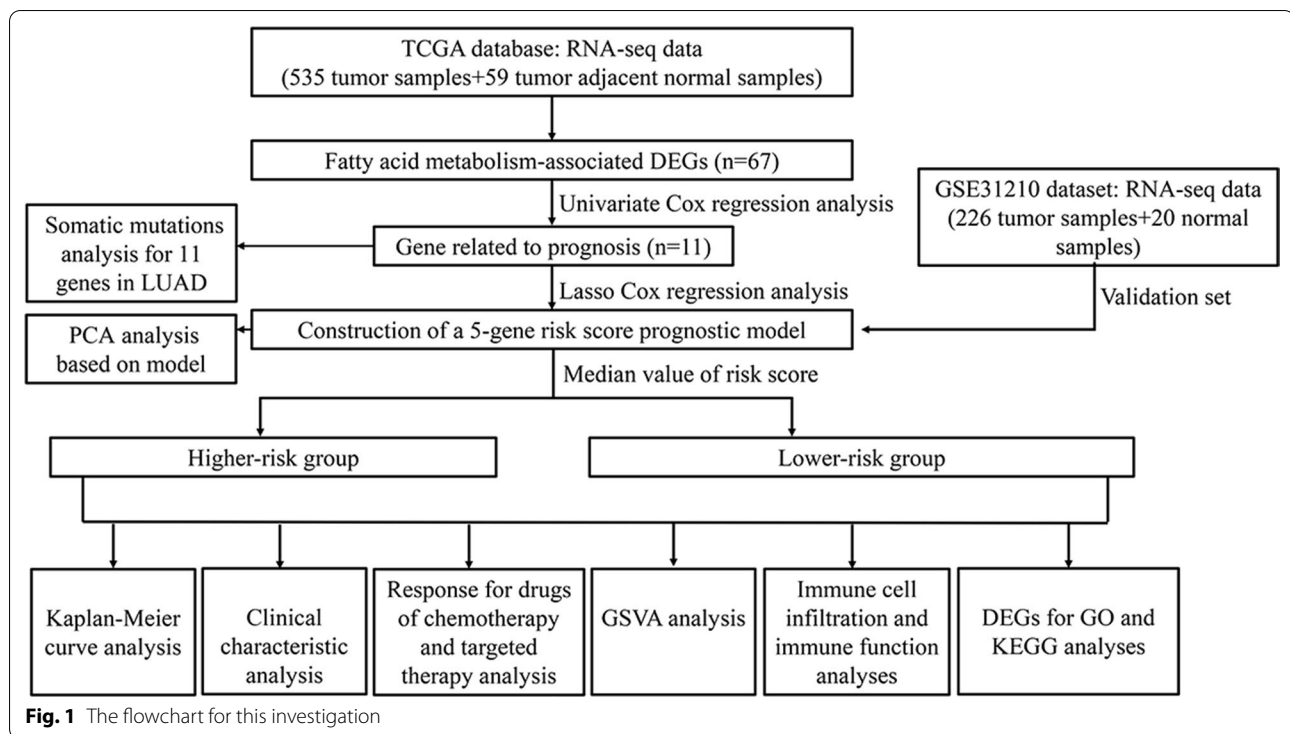 TCGA database: RNA-seq data
(535 tumor samples+59 tumor adjacent normal samples)
Fatty acid metabolism-associated DEGs (n=67)
Univariate Cox regression analysis
GSE31210 dataset: RNA-seq data
(226 tumor samples+20 normal
samples)
Somatic mutations
analysis for 11
genes in LUAD
Gene related to prognosis (n=11)
Lasso Cox regression analysis
Validation set
PCA analysis
based on model
Construction of a 5-gene risk score prognostic model
Median value of risk score
Higher-risk group
Lower-risk group
Kaplan-Meier
curve analysis
Clinical
characteristic
analysis
Response for drugs
of chemotherapy
and targeted
therapy analysis
GSVA analysis
Immune cell
infiltration and
immune function
analyses
DEGs for GO and
KEGG analyses
Fig. 1 The flowchart for this investigation